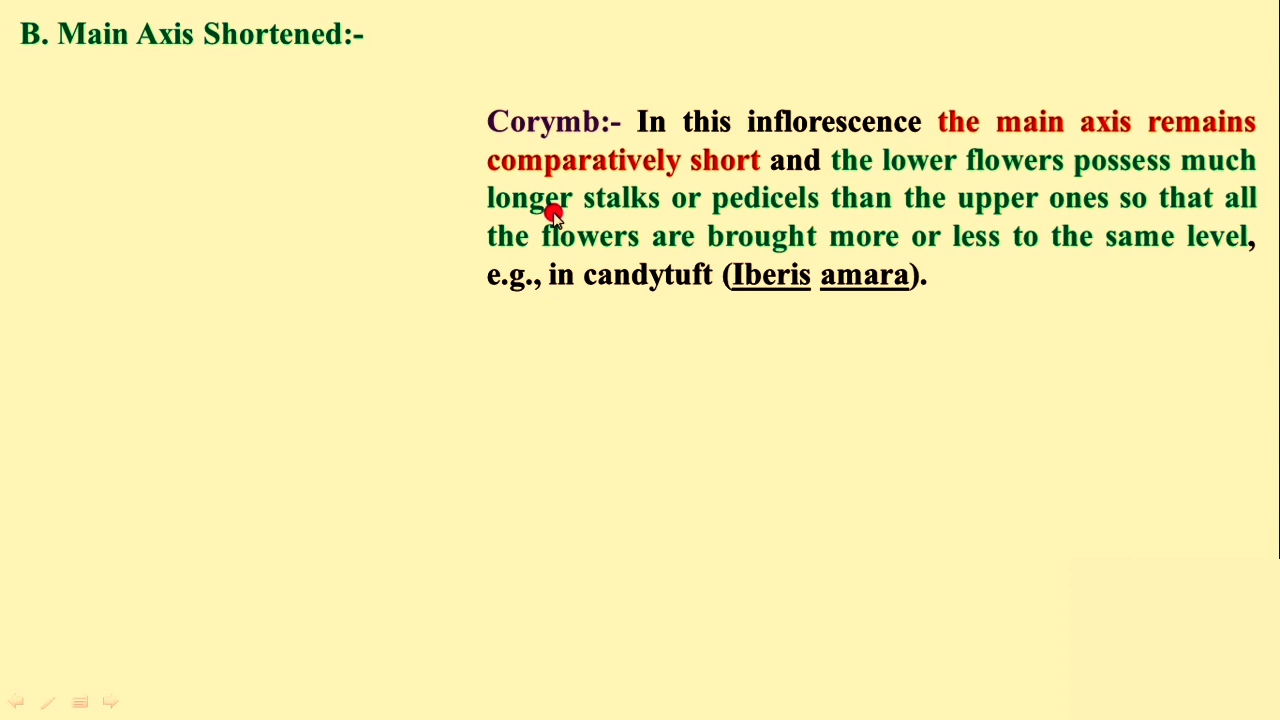 B. Main Axis Shortened:-
Corymb:- In this inflorescence the main axis remains
comparatively short and the lower flowers possess much
longer stalks or pedicels than the upper ones so that all
the flowers are brought more or less to the same level,
e.g., in candytuft (Iberis amara).